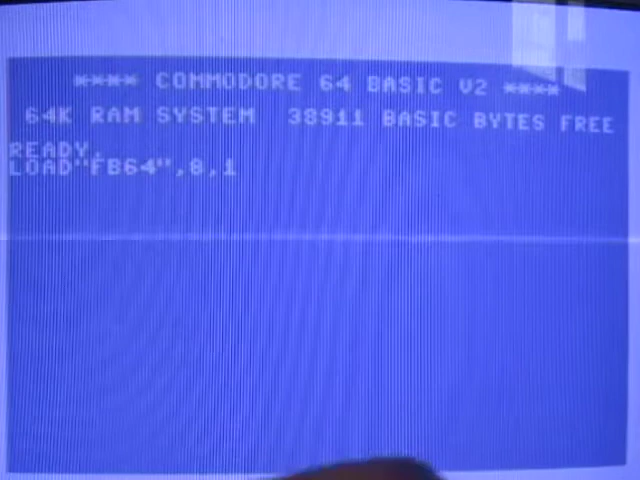 **** COMMODORE 64 BASIC V2 ****
64K RAM SYSTEM 38911 BASIC BYTES FREE
READY.
LOAD"FB64",8,1